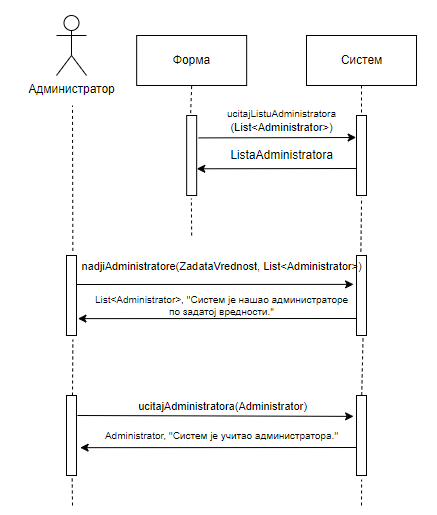 Администратор
Форма
Систем
ucitajListuAdministratora
(List<Administrator>)
ListaAdministratora
nadjiAdministratore(ZadataVrednost, List<Administrator>)
List<Administrator>, "Систем је нашао администраторе
по задатој вредности."
ucitajAdministratora(Administrator)
Administrator, "Систем је учитао администратора."